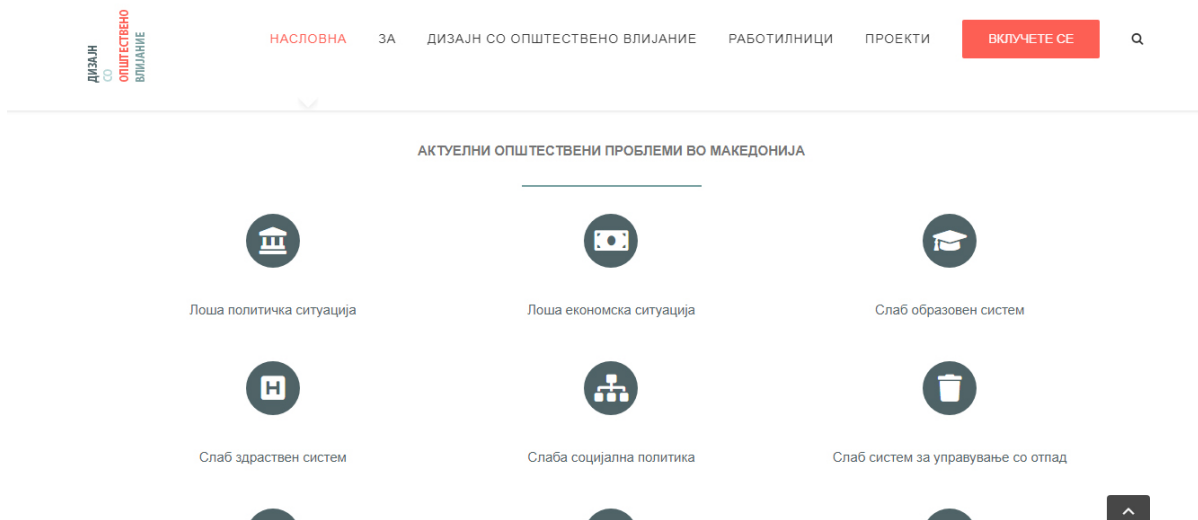 ДИЗАЈН
СО
ОПШТЕСТВЕНО
ВЛИЈАНИЕ
НАСЛОВНА
ЗА
ДИЗАЈН СО ОПШТЕСТВЕНО ВЛИЈАНИЕ
РАБОТИЛНИЦИ
ПРОЕКТИ
ВКЛУЧЕТЕ СЕ
АКТУЕЛНИ ОПШТЕСТВЕНИ ПРОБЛЕМИ ВО МАКЕДОНИЈА
Лоша политичка ситуација
Лоша економска ситуација
Слаб образовен систем
Слаб здраствен систем
Слаба социјална политика
Слаб систем за управување со отпад